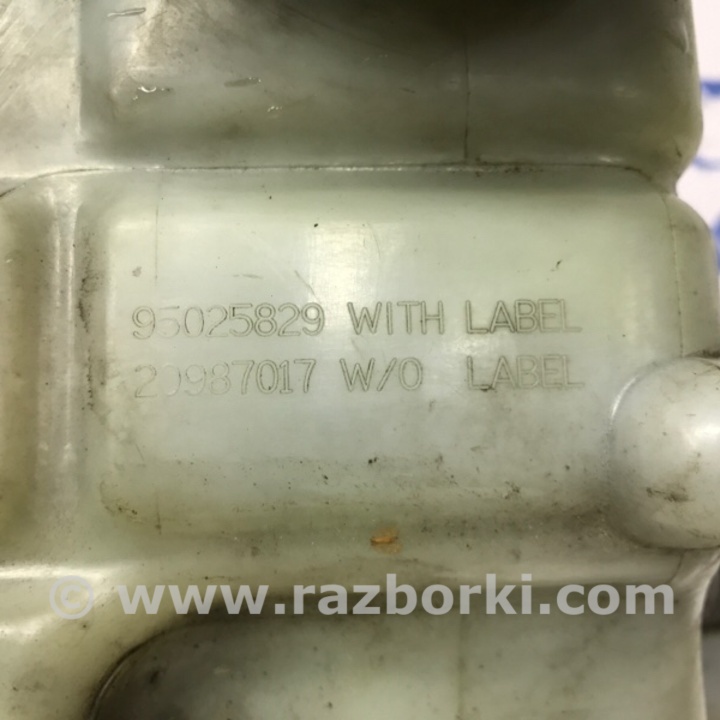 95025829 WITH LABEL
20987017 W/O LABEL
© www.razborki.com